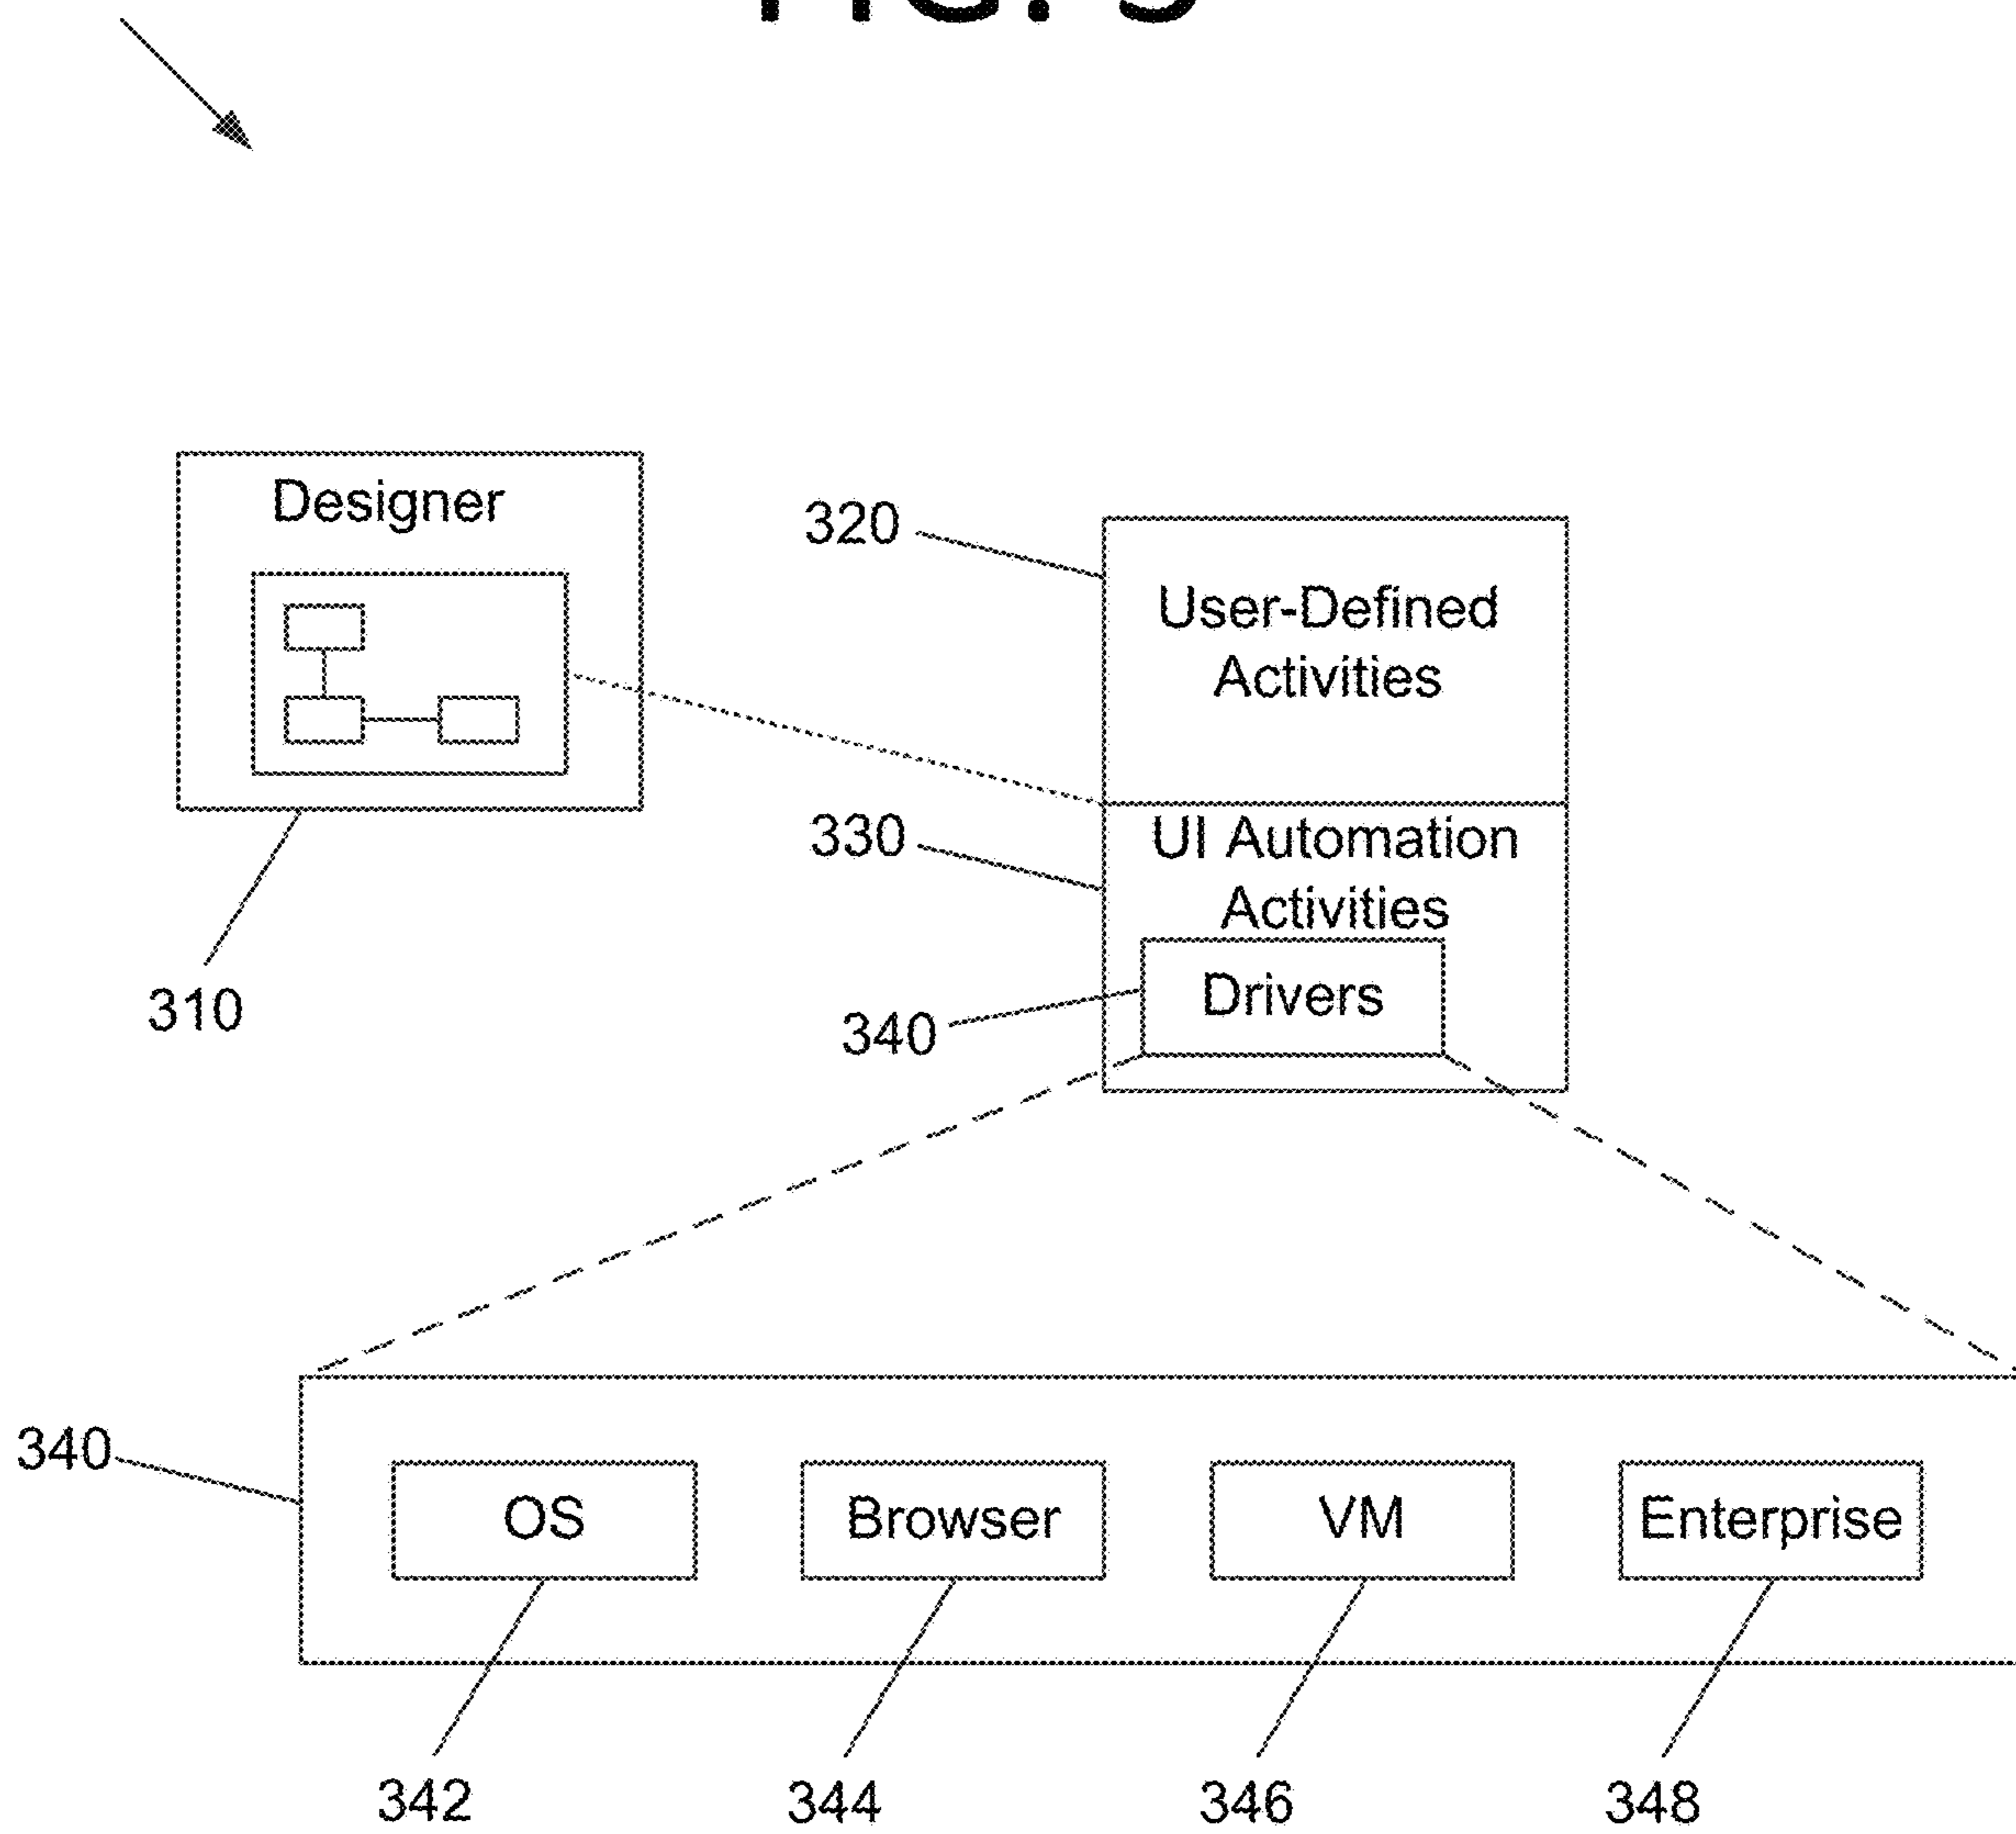 Designer
320
User-Defined
Activities
330
UI Automation
Activities
310
340
Drivers
340
OS
Browser
VM
Enterprise
342
344
346
348